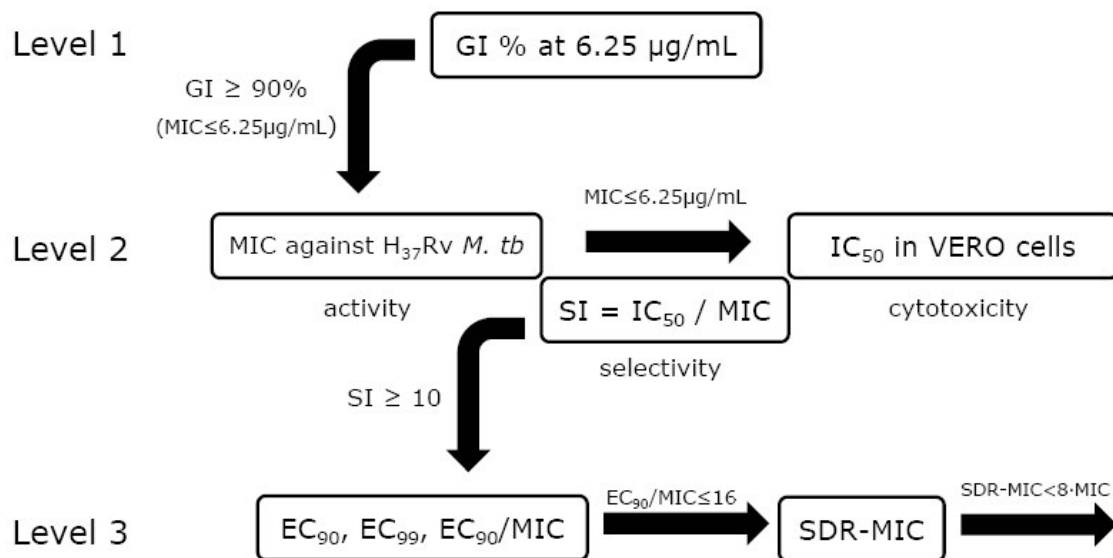 Level 1
GI % at 6.25 µg/mL
GI ≥ 90%
(MIC≤6.25µg/mL)
Level 2
MIC against H₃₇Rv M. tb
MIC≤6.25µg/mL
IC₅₀ in VERO cells
activity
SI = IC₅₀ / MIC
cytotoxicity
selectivity
SI ≥ 10
Level 3
EC₉₀, EC₉₉, EC₉₀/MIC
EC₉₀/MIC≤16
SDR-MIC
SDR-MIC<8·MIC